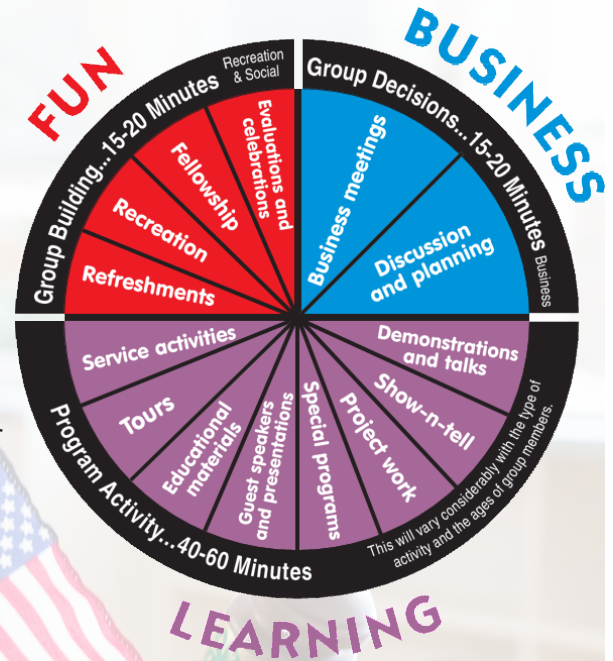 FUN
Group Building...15-20 Minutes
Recreation
& Social
Evaluations and
celebrations
Fellowship
Recreation
Refreshments
BUSINESS
Group Decisions...15-20 Minutes
Business
Business meetings
Discussion
and planning
LEARNING
Program Activity...40-60 Minutes
This will vary considerably with the type of
activity and the ages of group members.
Service activities
Tours
Educational
materials
Guest speakers
and presentations
Special programs
Project work
Show-n-tell
Demonstrations
and talks